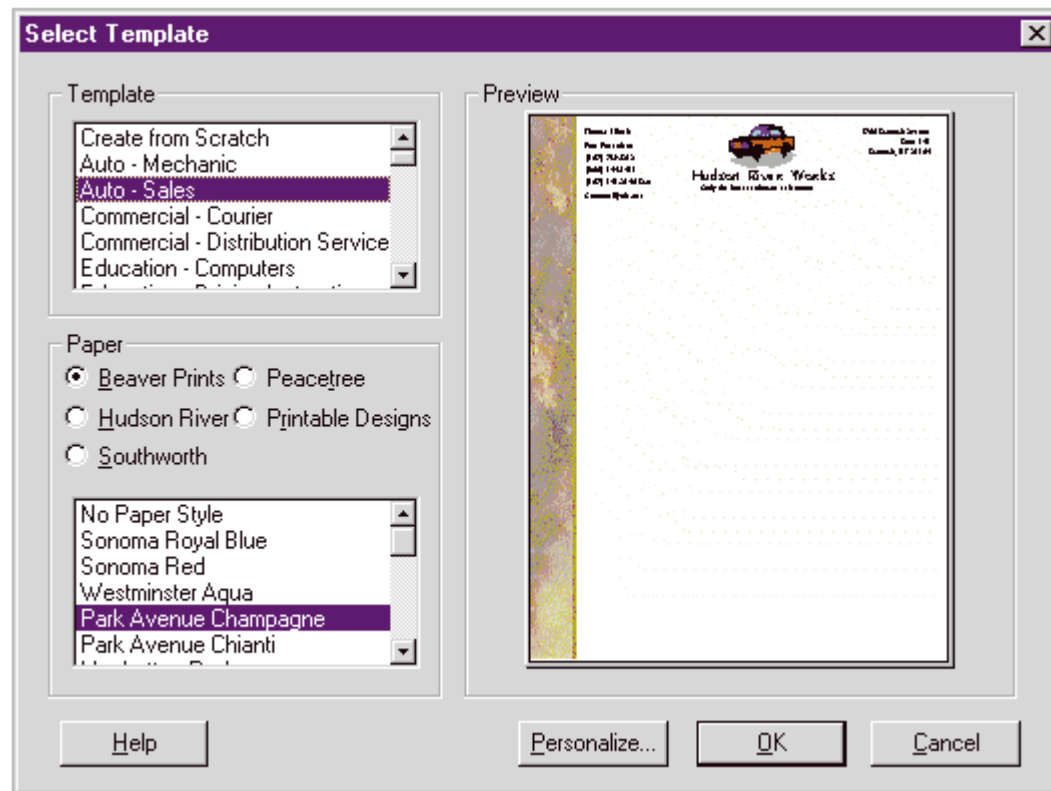 Select Template
Template
Create from Scratch
Auto - Mechanic
Auto - Sales
Commercial - Courier
Commercial - Distribution Service
Education - Computers
Paper
Beaver Prints
Peacetree
Hudson River
Printable Designs
Southworth
No Paper Style
Sonoma Royal Blue
Sonoma Red
Westminster Aqua
Park Avenue Champagne
Park Avenue Chianti
Preview
Hudson River Works
Help
Personalize...
OK
Cancel